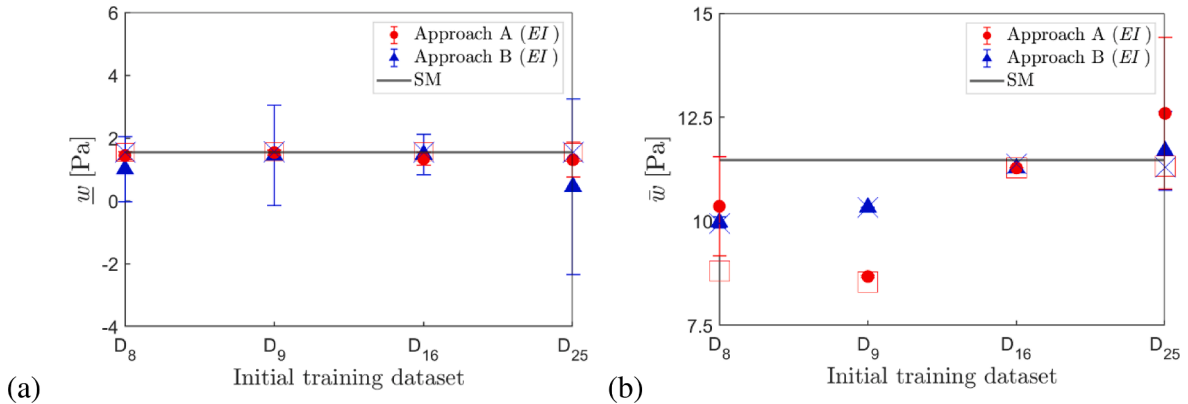 6
4
2
0
-2
-4
w [Pa]
Approach A (EI)
Approach B (EI)
SM
D8 D9 D16 D25
Initial training dataset
(a)
15
12.5
10
7.5
w̄ [Pa]
Approach A (EI)
Approach B (EI)
SM
D8 D9 D16 D25
Initial training dataset
(b)